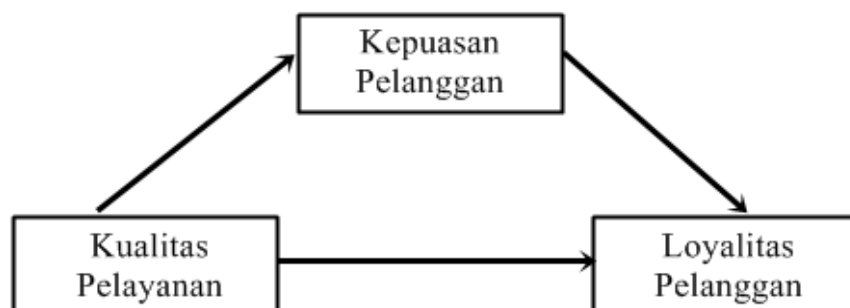 Kepuasan
Pelanggan
Kualitas
Pelayanan
Loyalitas
Pelanggan